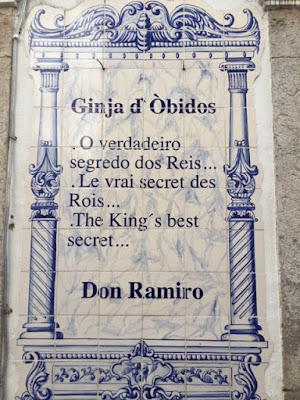 Ginja d' Òbidos
. O verdadeiro
segredo dos Reis...
. Le vrai secret des
Rois...
.The King´s best
secret...
Don Ramiro